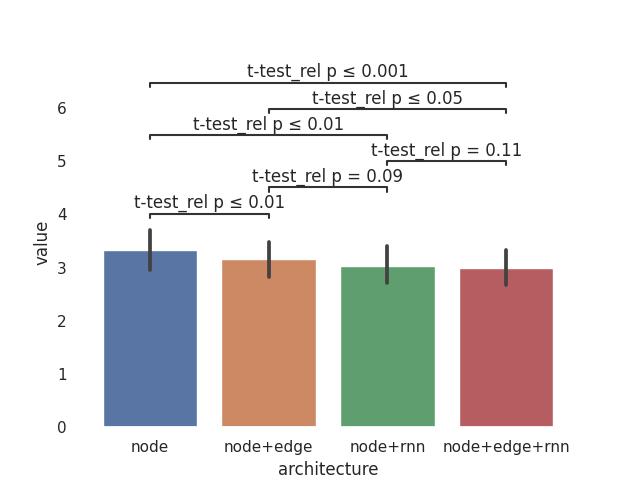 t-test_rel p ≤ 0.001
t-test_rel p ≤ 0.05
t-test_rel p ≤ 0.01
t-test_rel p = 0.11
t-test_rel p = 0.09
t-test_rel p ≤ 0.01
6
5
4
3
2
1
0
value
node node+edge node+rnn node+edge+rnn
architecture